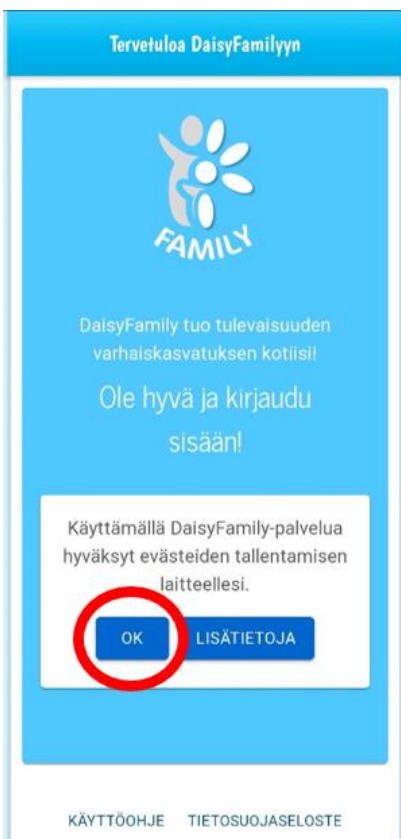 Tervetuloa DaisyFamilyyn
FAMILY
DaisyFamily tuo tulevaisuuden
varhaiskasvatuksen kotiisi!
Ole hyvä ja kirjaudu
sisään!
Käyttämällä DaisyFamily-palvelua
hyväksyt evästeiden tallentamisen
laitteellesi.
OK LISÄTIETOJA
KÄYTTÖOHJE TIETOSUOJASELOSTE